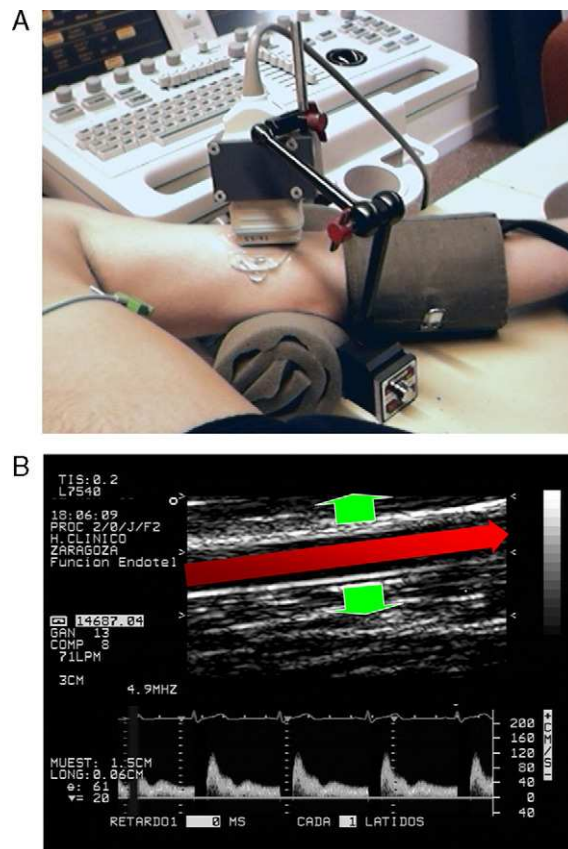 A
B
TIS:0.2
L7540
18:06:09
PROC 2/0/J/F2
H.CLINICO
ZARAGOZA
Funcion Endotel
14687.04
GAN 13
COMP 8
71LPM
3CM
4.9MHZ
200
160
120
80
40
0
40
+CM/S-
MUEST: 1.5CM
LONG:0.06CM
θ: 61
▼= 20
RETARDO1 0 MS CADA 1 LATIDOS